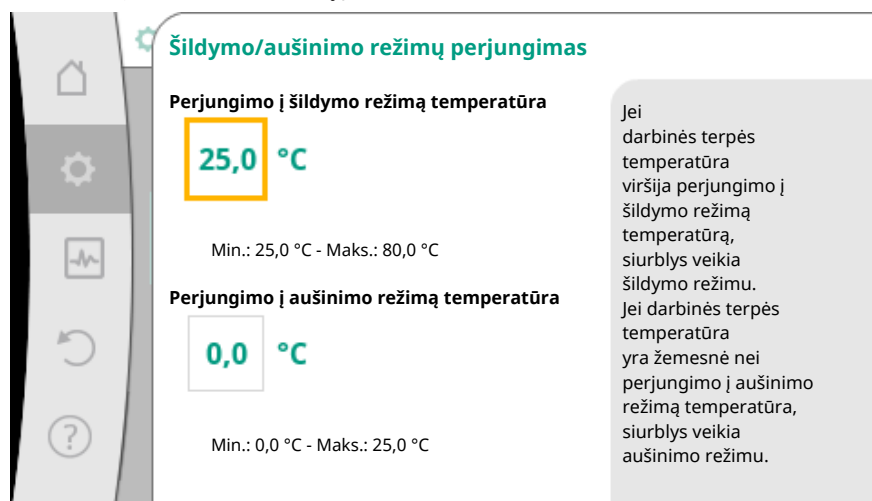 Šildymo/aušinimo režimų perjungimas
Perjungimo į šildymo režimą temperatūra
25,0 °C
Min.: 25,0 °C - Maks.: 80,0 °C
Perjungimo į aušinimo režimą temperatūra
0,0 °C
Min.: 0,0 °C - Maks.: 25,0 °C
Jei
darbinės terpės
temperatūra
viršija perjungimo į
šildymo režimą
temperatūrą,
siurblys veikia
šildymo režimu.
Jei darbinės terpės
temperatūra
yra žemesnė nei
perjungimo į aušinimo
režimą temperatūra,
siurblys veikia
aušinimo režimu.